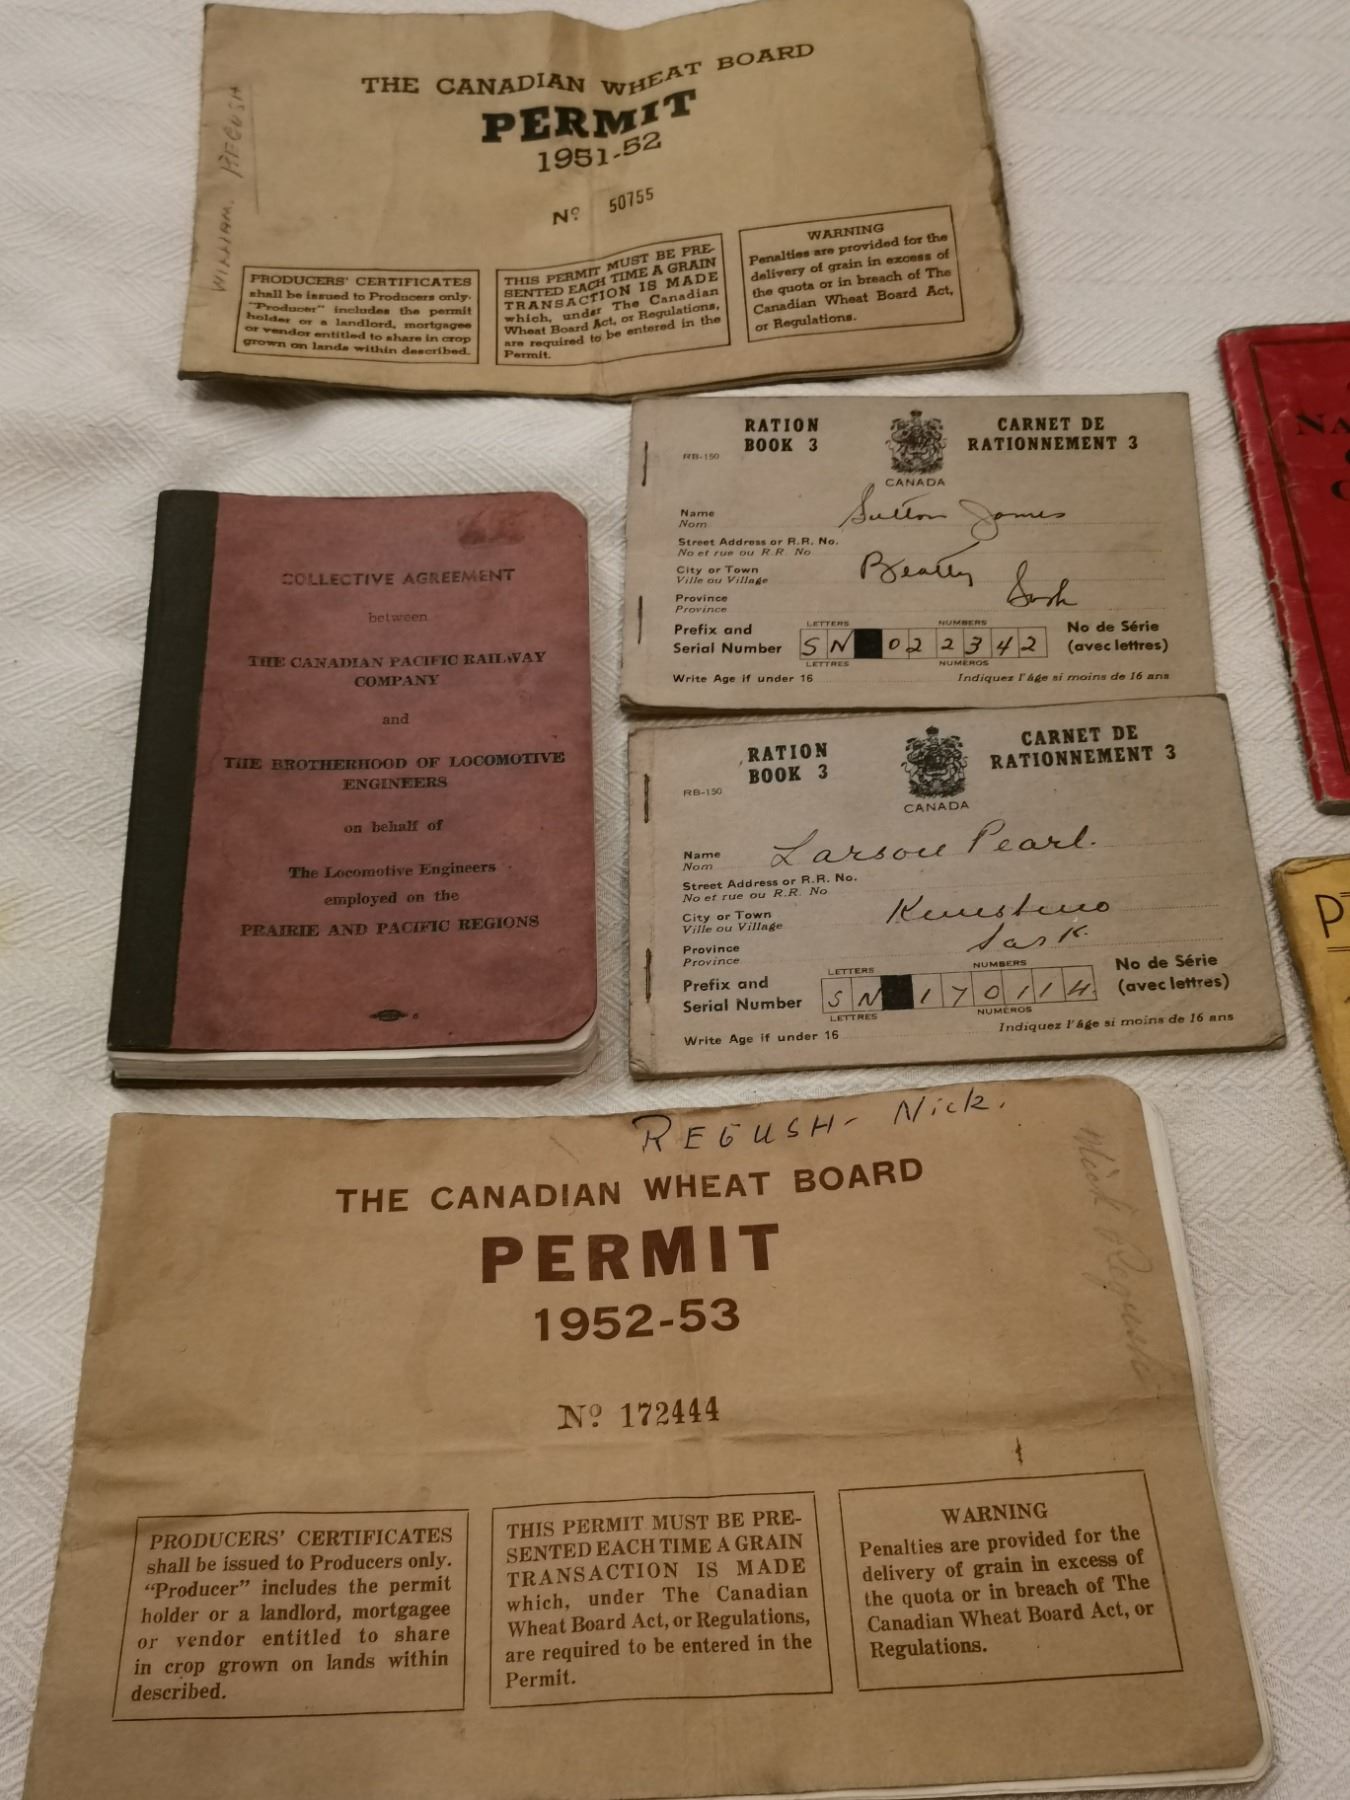 THE CANADIAN WHEAT BOARD
PERMIT
1951-52
Nº 50755
WILLIAM. REGUSH
PRODUCERS' CERTIFICATES
shall be issued to Producers only.
"Producer" includes the permit
holder or a landlord, mortgagee
or vendor entitled to share in crop
grown on lands within described.
THIS PERMIT MUST BE PRE-
SENTED EACH TIME A GRAIN
TRANSACTION IS MADE
which, under The Canadian
Wheat Board Act, or Regulations,
are required to be entered in the
Permit.
WARNING
Penalties are provided for the
delivery of grain in excess of
the quota or in breach of The
Canadian Wheat Board Act,
or Regulations.
COLLECTIVE AGREEMENT
between
THE CANADIAN PACIFIC RAILWAY
COMPANY
and
THE BROTHERHOOD OF LOCOMOTIVE
ENGINEERS
on behalf of
The Locomotive Engineers
employed on the
PRAIRIE AND PACIFIC REGIONS
RATION
BOOK 3
RB-150
CANADA
CARNET DE
RATIONNEMENT 3
Name Sutton James
Nom
Street Address or R.R. No.
No et rue ou R.R. No
City or Town Beatty
Ville ou Village
Province Sask
Province
LETTERS NUMBERS
Prefix and
Serial Number SN 022342
No de Série
(avec lettres)
LETTRES NUMÉROS
Write Age if under 16 Indiquez l'âge si moins de 16 ans
RATION
BOOK 3
RB-150
CANADA
CARNET DE
RATIONNEMENT 3
Name Larson Pearl.
Nom
Street Address or R.R. No.
No et rue ou R.R. No
City or Town Kinistino
Ville ou Village
Province Sask.
Province
LETTERS NUMBERS
Prefix and
Serial Number SN 170114
No de Série
(avec lettres)
LETTRES NUMÉROS
Write Age if under 16 Indiquez l'âge si moins de 16 ans
REGUSH- Nick.
Nick Regush
THE CANADIAN WHEAT BOARD
PERMIT
1952-53
Nº 172444
PRODUCERS' CERTIFICATES
shall be issued to Producers only.
"Producer" includes the permit
holder or a landlord, mortgagee
or vendor entitled to share
in crop grown on lands within
described.
THIS PERMIT MUST BE PRE-
SENTED EACH TIME A GRAIN
TRANSACTION IS MADE
which, under The Canadian
Wheat Board Act, or Regulations,
are required to be entered in the
Permit.
WARNING
Penalties are provided for the
delivery of grain in excess of
the quota or in breach of The
Canadian Wheat Board Act, or
Regulations.